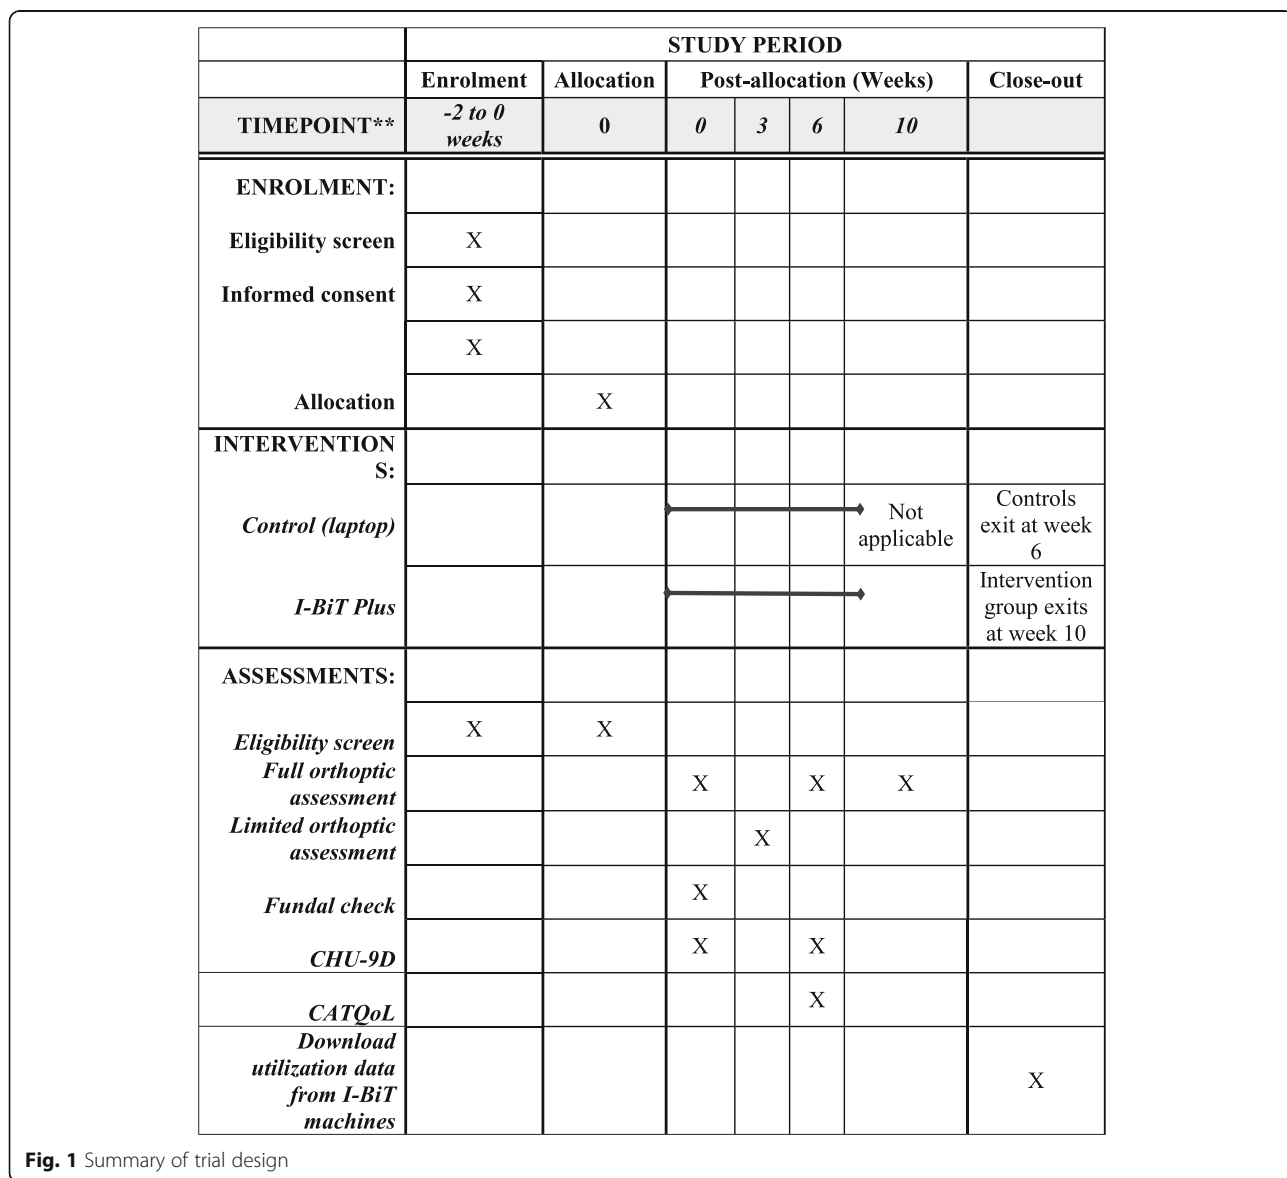 STUDY PERIOD
Enrolment Allocation Post-allocation (Weeks) Close-out
TIMEPOINT** -2 to 0 weeks 0 0 3 6 10
ENROLMENT:
Eligibility screen X
Informed consent X
X
Allocation X
INTERVENTION
S:
Control (laptop) Not applicable Controls exit at week 6
I-BiT Plus Intervention group exits at week 10
ASSESSMENTS:
Eligibility screen X X
Full orthoptic assessment X X X
Limited orthoptic assessment X
Fundal check X
CHU-9D X X
CATQoL X
Download utilization data from I-BiT machines X
Fig. 1 Summary of trial design